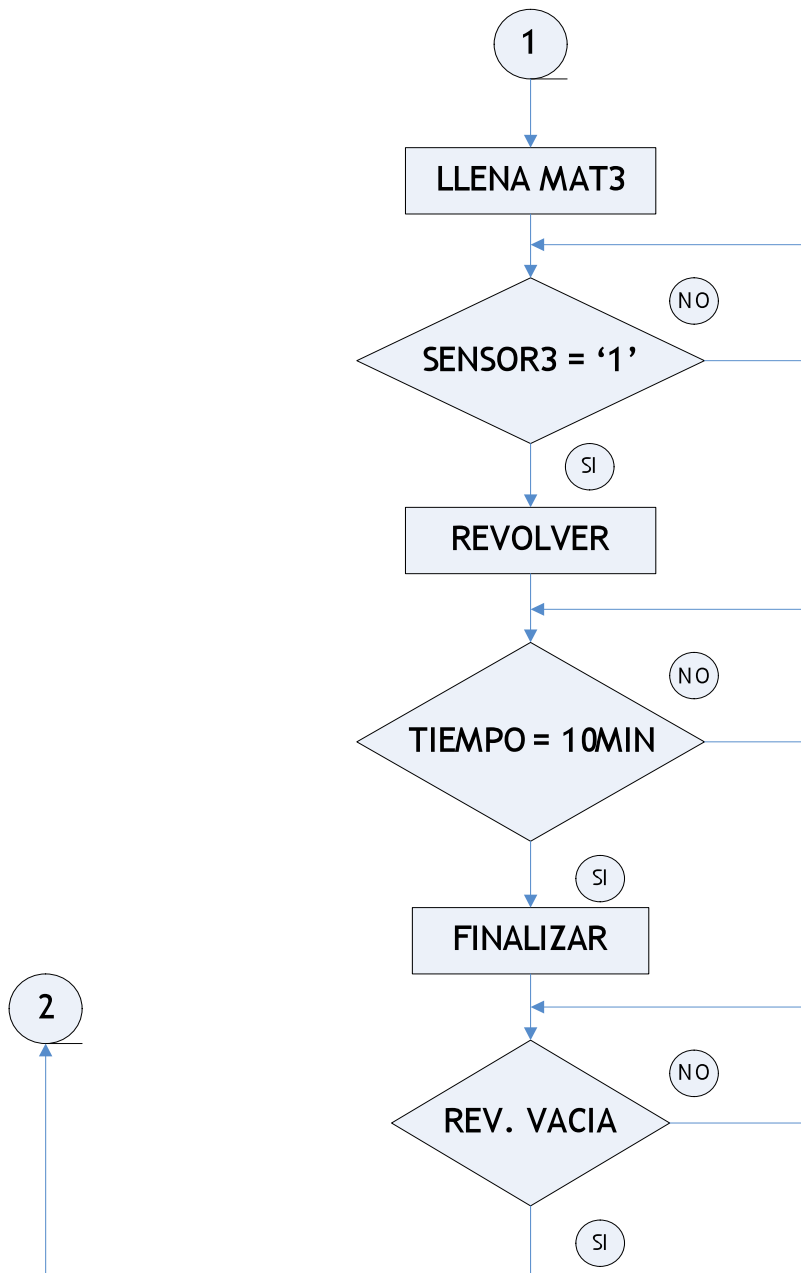 1
LLENA MAT3
NO
SENSOR3 = ‘1’
SI
REVOLVER
NO
TIEMPO = 10MIN
SI
FINALIZAR
2
NO
REV. VACIA
SI